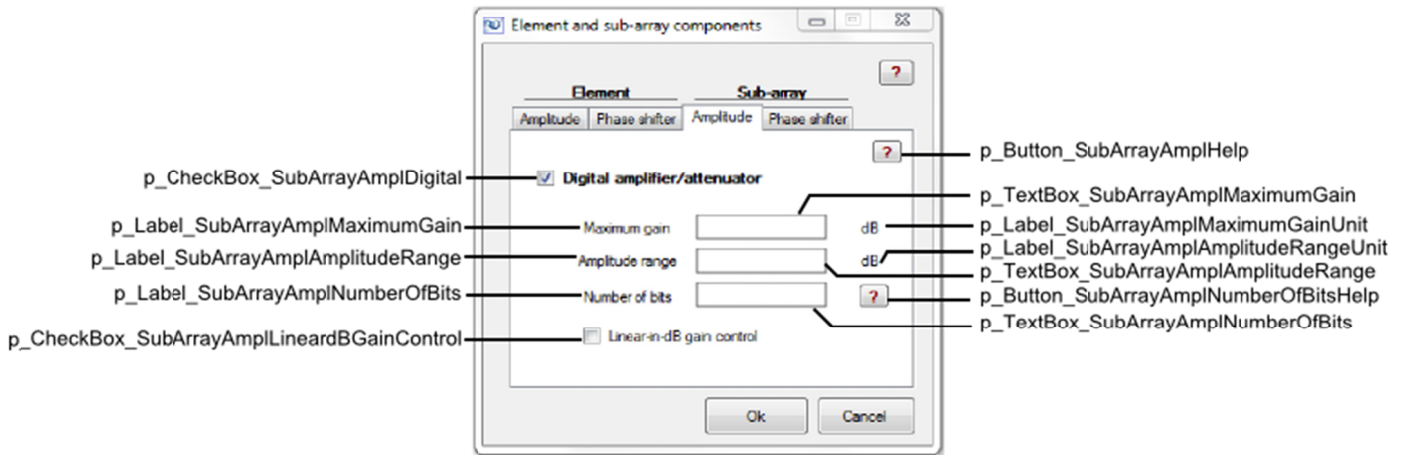 Element and sub-array components
?
Element Sub-array
Amplitude Phase shifter Amplitude Phase shifter
? p_Button_SubArrayAmplHelp
p_CheckBox_SubArrayAmplDigital Digital amplifier/attenuator
p_TextBox_SubArrayAmplMaximumGain
p_Label_SubArrayAmplMaximumGain Maximum gain dB p_Label_SubArrayAmplMaximumGainUnit
p_Label_SubArrayAmplAmplitudeRangeUnit
p_Label_SubArrayAmplAmplitudeRange Amplitude range dB
p_TextBox_SubArrayAmplAmplitudeRange
p_Label_SubArrayAmplNumberOfBits Number of bits ? p_Button_SubArrayAmplNumberOfBitsHelp
p_TextBox_SubArrayAmplNumberOfBits
p_CheckBox_SubArrayAmplLineardBGainControl Linear-in-dB gain control
Ok Cancel